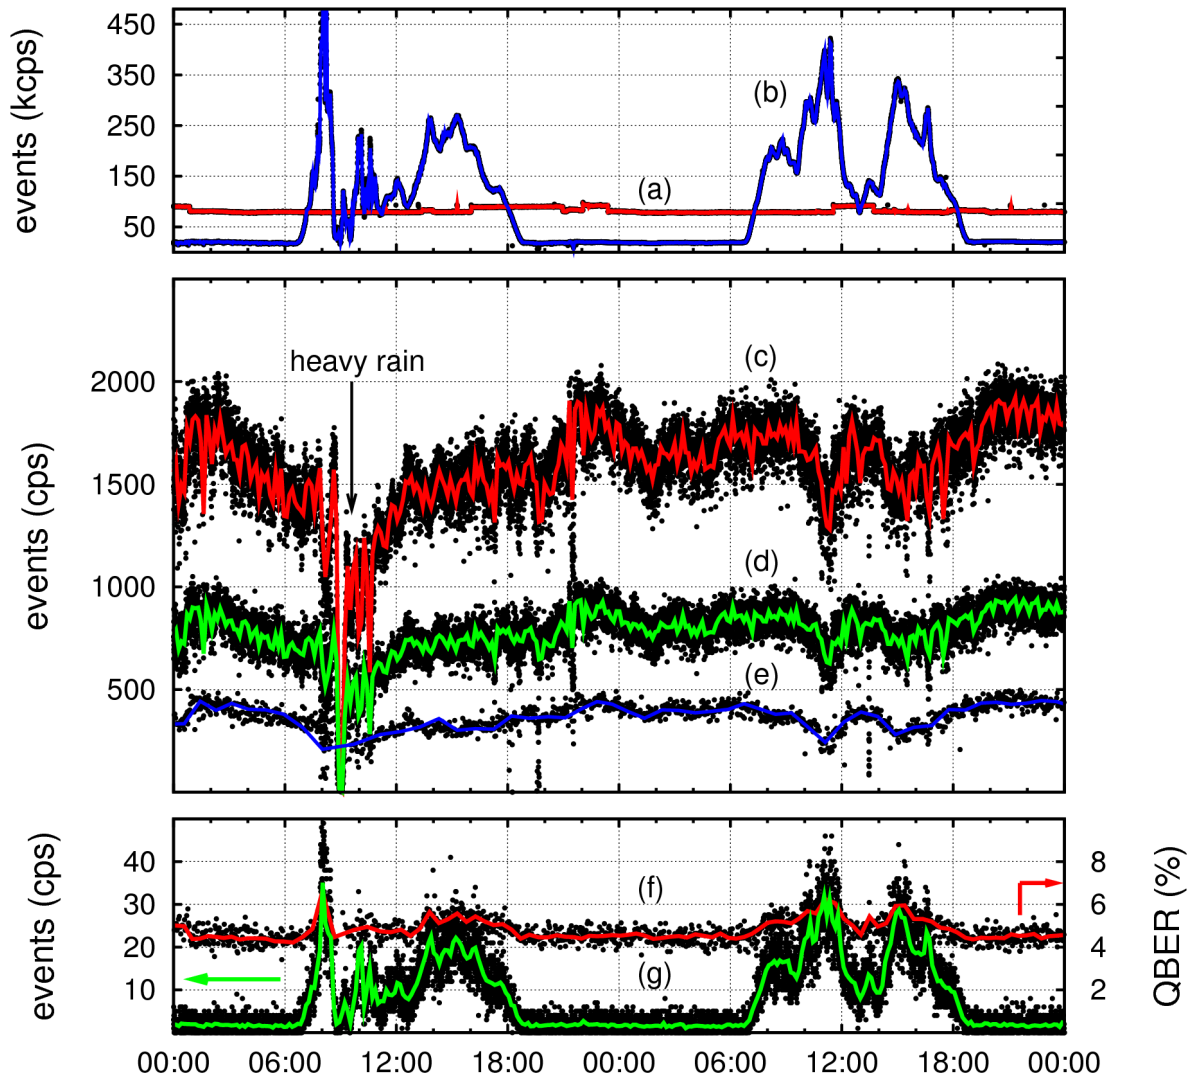 events (kcps)
450
350
250
150
50
(b)
(a)
events (cps)
2000
1500
1000
500
heavy rain
(c)
(d)
(e)
events (cps)
40
30
20
10
(f)
(g)
8
6
4
2
QBER (%)
00:00 06:00 12:00 18:00 00:00 06:00 12:00 18:00 00:00